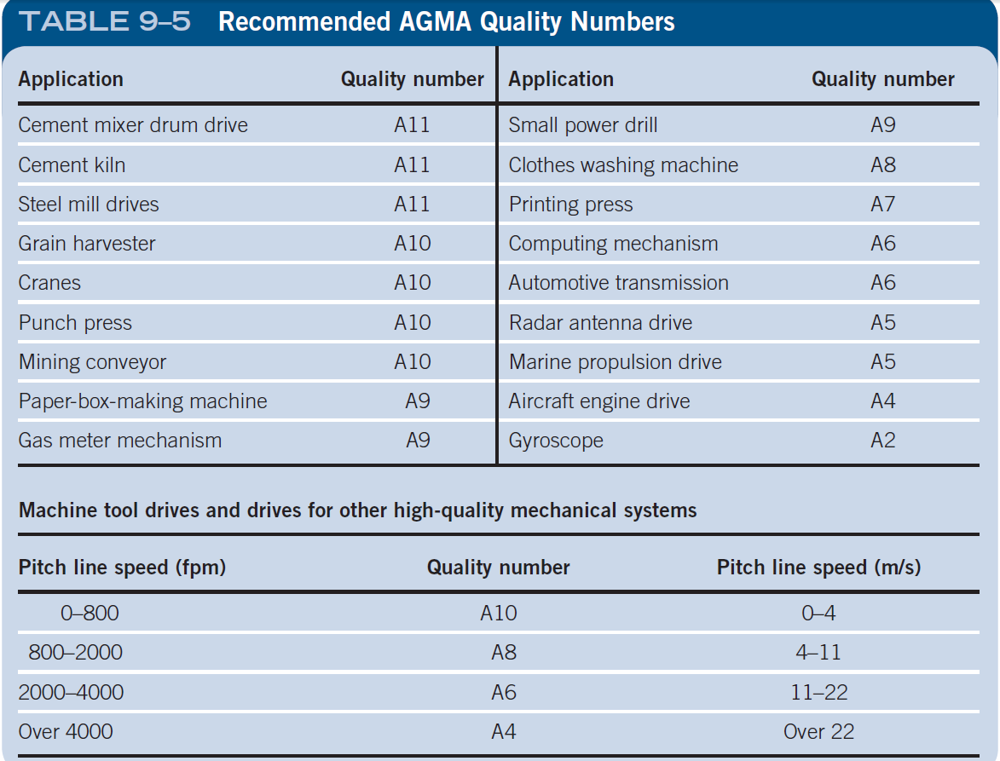 TABLE 9–5 Recommended AGMA Quality Numbers
Application Quality number Application Quality number
Cement mixer drum drive A11 Small power drill A9
Cement kiln A11 Clothes washing machine A8
Steel mill drives A11 Printing press A7
Grain harvester A10 Computing mechanism A6
Cranes A10 Automotive transmission A6
Punch press A10 Radar antenna drive A5
Mining conveyor A10 Marine propulsion drive A5
Paper-box-making machine A9 Aircraft engine drive A4
Gas meter mechanism A9 Gyroscope A2
Machine tool drives and drives for other high-quality mechanical systems
Pitch line speed (fpm) Quality number Pitch line speed (m/s)
0–800 A10 0–4
800–2000 A8 4–11
2000–4000 A6 11–22
Over 4000 A4 Over 22